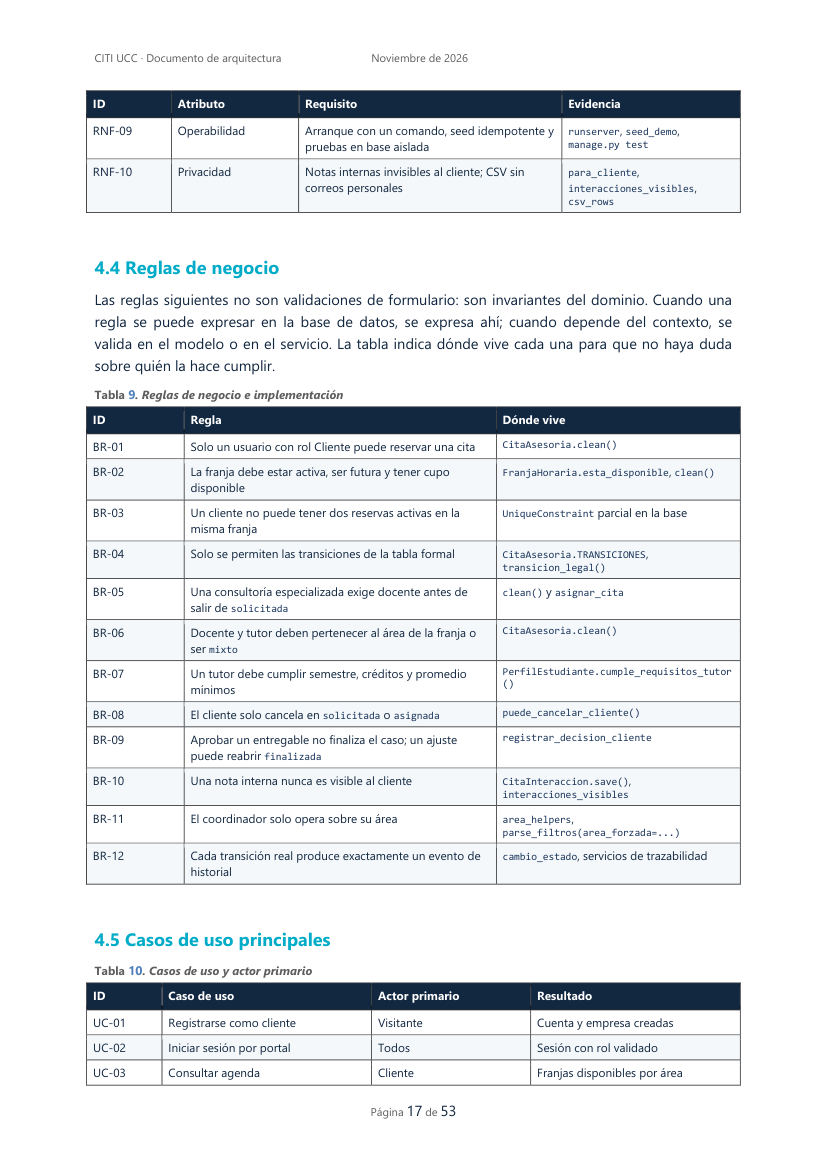 CITI UCC · Documento de arquitectura Noviembre de 2026
ID Atributo Requisito Evidencia
RNF-09 Operabilidad Arranque con un comando, seed idempotente y runserver, seed_demo,
pruebas en base aislada manage.py test
RNF-10 Privacidad Notas internas invisibles al cliente; CSV sin para_cliente,
correos personales interacciones_visibles,
csv_rows
4.4 Reglas de negocio
Las reglas siguientes no son validaciones de formulario: son invariantes del dominio. Cuando una
regla se puede expresar en la base de datos, se expresa ahí; cuando depende del contexto, se
valida en el modelo o en el servicio. La tabla indica dónde vive cada una para que no haya duda
sobre quién la hace cumplir.
Tabla 9. Reglas de negocio e implementación
ID Regla Dónde vive
BR-01 Solo un usuario con rol Cliente puede reservar una cita CitaAsesoria.clean()
BR-02 La franja debe estar activa, ser futura y tener cupo FranjaHoraria.esta_disponible, clean()
disponible
BR-03 Un cliente no puede tener dos reservas activas en la UniqueConstraint parcial en la base
misma franja
BR-04 Solo se permiten las transiciones de la tabla formal CitaAsesoria.TRANSICIONES,
transicion_legal()
BR-05 Una consultoría especializada exige docente antes de clean() y asignar_cita
salir de solicitada
BR-06 Docente y tutor deben pertenecer al área de la franja o CitaAsesoria.clean()
ser mixto
BR-07 Un tutor debe cumplir semestre, créditos y promedio PerfilEstudiante.cumple_requisitos_tutor
mínimos ()
BR-08 El cliente solo cancela en solicitada o asignada puede_cancelar_cliente()
BR-09 Aprobar un entregable no finaliza el caso; un ajuste registrar_decision_cliente
puede reabrir finalizada
BR-10 Una nota interna nunca es visible al cliente CitaInteraccion.save(),
interacciones_visibles
BR-11 El coordinador solo opera sobre su área area_helpers,
parse_filtros(area_forzada=...)
BR-12 Cada transición real produce exactamente un evento de cambio_estado, servicios de trazabilidad
historial
4.5 Casos de uso principales
Tabla 10. Casos de uso y actor primario
ID Caso de uso Actor primario Resultado
UC-01 Registrarse como cliente Visitante Cuenta y empresa creadas
UC-02 Iniciar sesión por portal Todos Sesión con rol validado
UC-03 Consultar agenda Cliente Franjas disponibles por área
Página 17 de 53